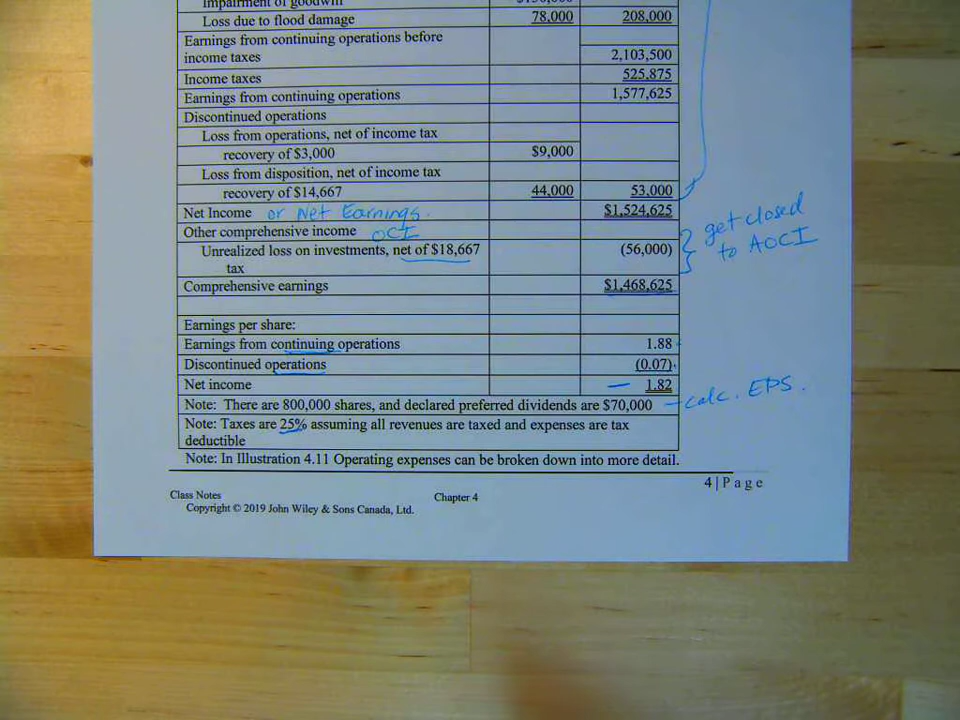 Impairment of goodwill
Loss due to flood damage 78,000 208,000
Earnings from continuing operations before
income taxes 2,103,500
Income taxes 525,875
Earnings from continuing operations 1,577,625
Discontinued operations
Loss from operations, net of income tax
recovery of $3,000 $9,000
Loss from disposition, net of income tax
recovery of $14,667 44,000 53,000
Net Income or Net Earnings. $1,524,625
Other comprehensive income OCI
Unrealized loss on investments, net of $18,667 (56,000)
tax
get closed
to AOCI
Comprehensive earnings $1,468,625
Earnings per share:
Earnings from continuing operations 1.88
Discontinued operations (0.07)
Net income - 1.82
Note: There are 800,000 shares, and declared preferred dividends are $70,000 - calc. EPS.
Note: Taxes are 25% assuming all revenues are taxed and expenses are tax
deductible
Note: In Illustration 4.11 Operating expenses can be broken down into more detail.
4|Page
Class Notes Chapter 4
Copyright © 2019 John Wiley & Sons Canada, Ltd.